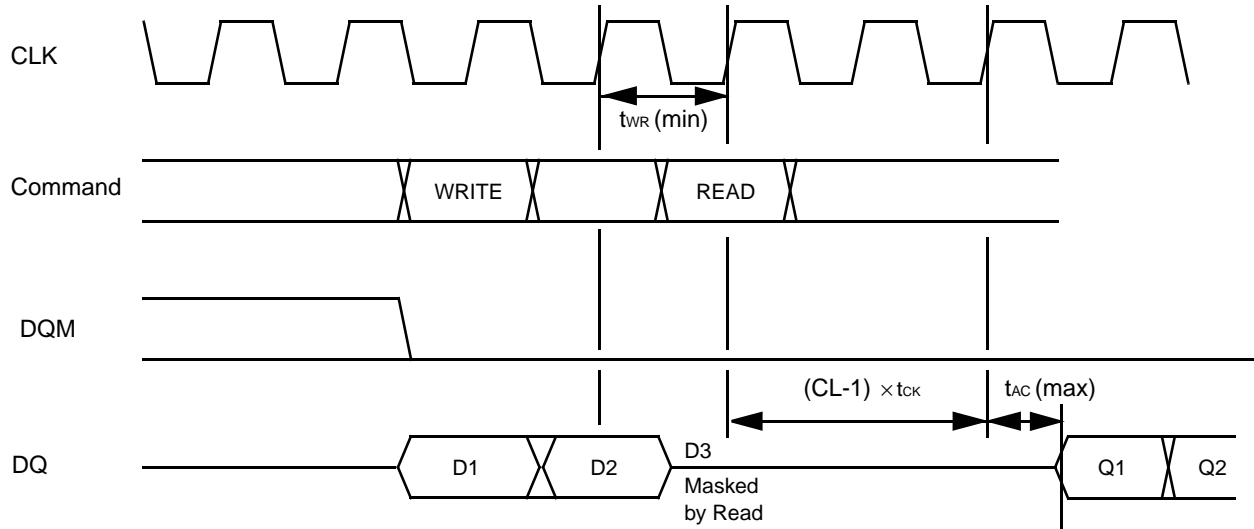 CLK
tWR (min)
Command
WRITE
READ
DQM
(CL-1) × tCK
tAC (max)
DQ
D1
D2
D3
Masked
by Read
Q1
Q2